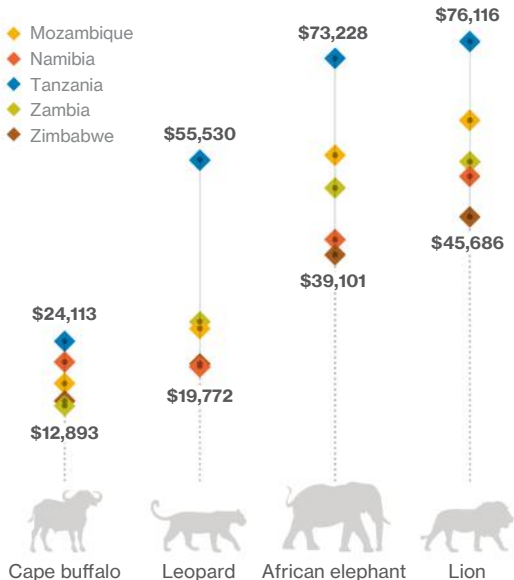 Mozambique
Namibia
Tanzania
Zambia
Zimbabwe
$24,113
$12,893
$55,530
$19,772
$73,228
$39,101
$76,116
$45,686
Cape buffalo
Leopard
African elephant
Lion